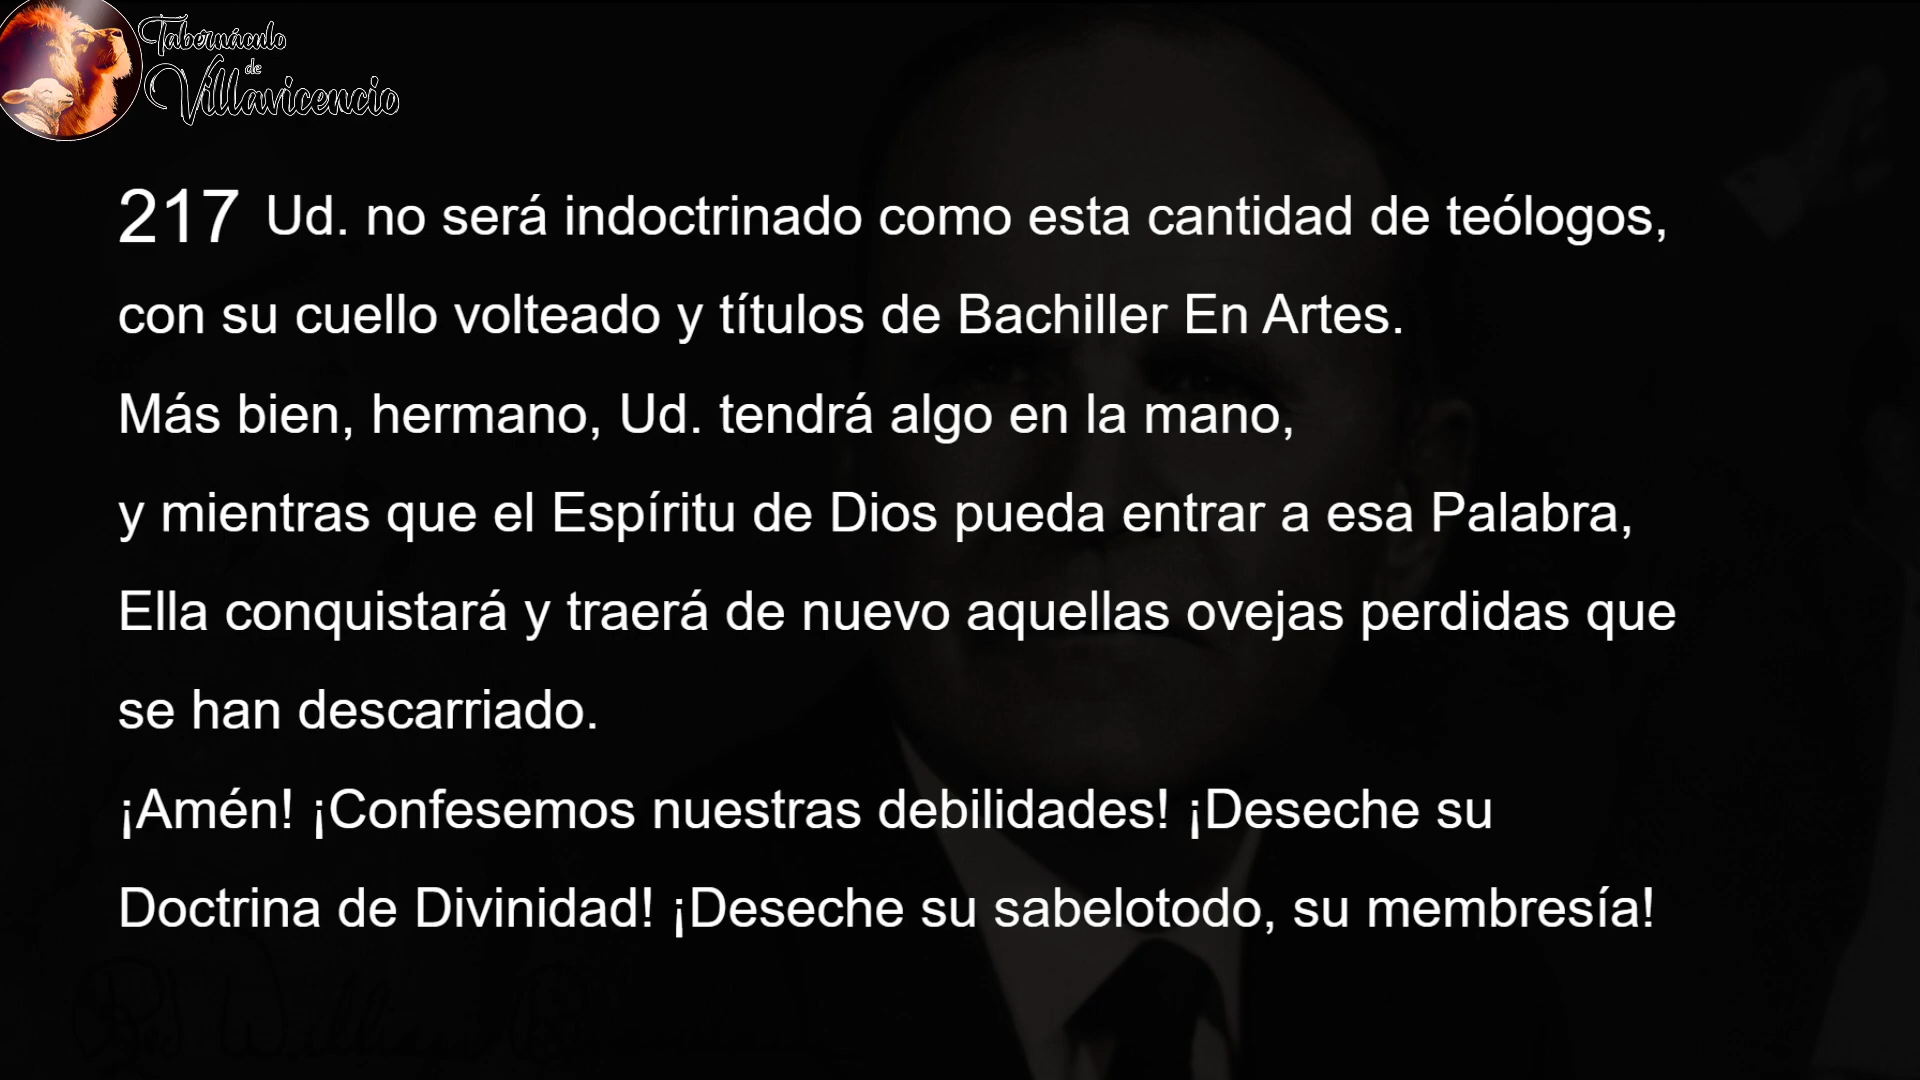 Tabernáculo
de
Villavicencio
217 Ud. no será indoctrinado como esta cantidad de teólogos,
con su cuello volteado y títulos de Bachiller En Artes.
Más bien, hermano, Ud. tendrá algo en la mano,
y mientras que el Espíritu de Dios pueda entrar a esa Palabra,
Ella conquistará y traerá de nuevo aquellas ovejas perdidas que
se han descarriado.
¡Amén! ¡Confesemos nuestras debilidades! ¡Deseche su
Doctrina de Divinidad! ¡Deseche su sabelotodo, su membresía!
William